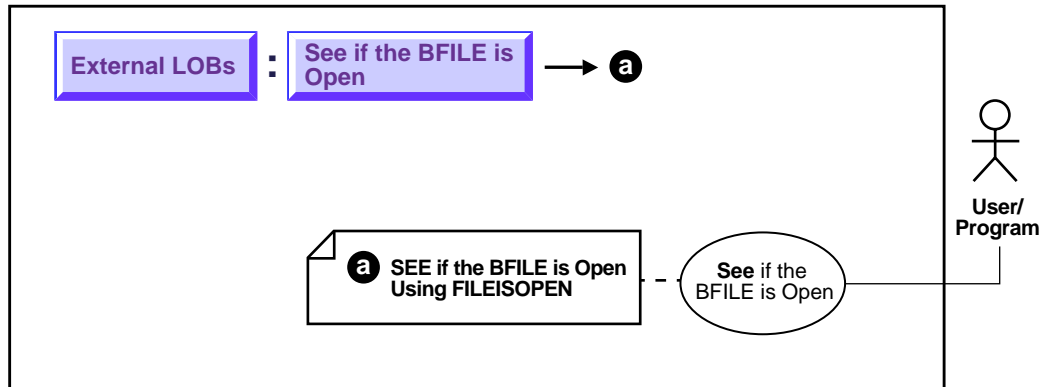 External LOBs : See if the BFILE is
Open
a
User/
Program
a SEE if the BFILE is Open
Using FILEISOPEN
See if the
BFILE is Open